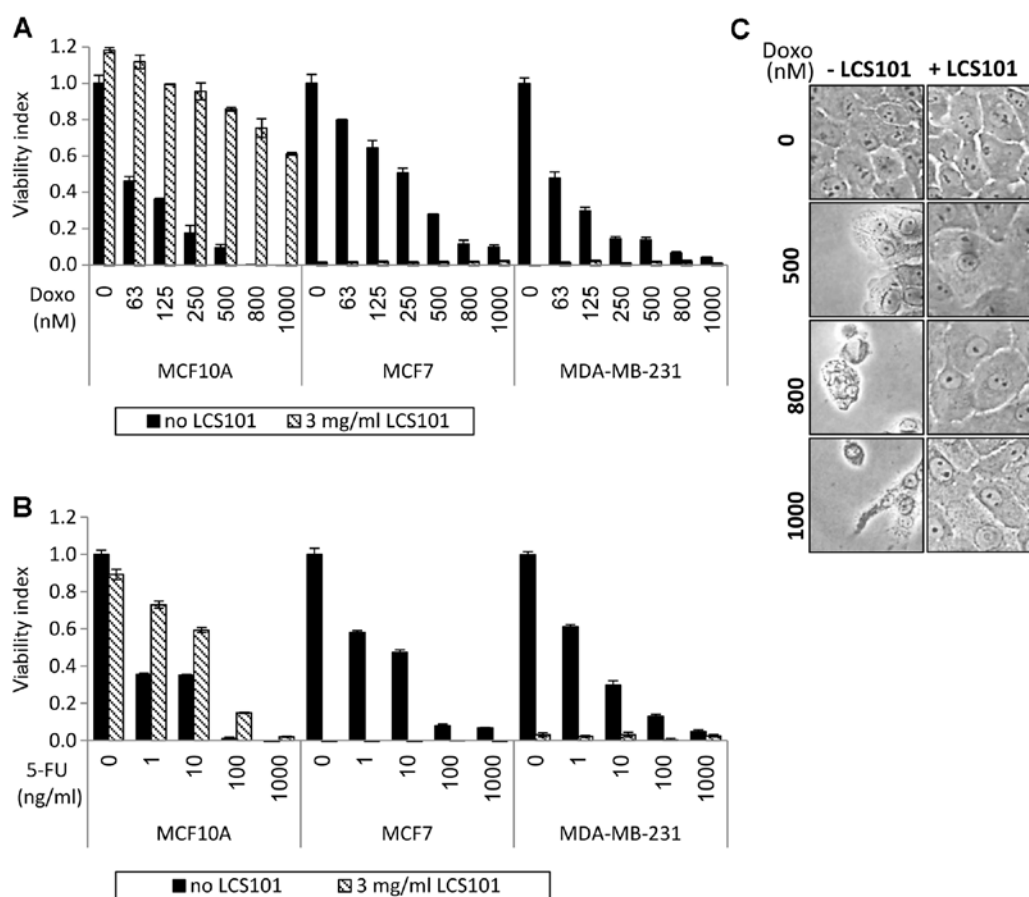 A
Viability index
1.2
1.0
0.8
0.6
0.4
0.2
0.0
Doxo
(nM)
0 63 125 250 500 800 1000 0 63 125 250 500 800 1000 0 63 125 250 500 800 1000
MCF10A MCF7 MDA-MB-231
no LCS101 3 mg/ml LCS101
B
Viability index
1.2
1.0
0.8
0.6
0.4
0.2
0.0
5-FU
(ng/ml)
0 1 10 100 1000 0 1 10 100 1000 0 1 10 100 1000
MCF10A MCF7 MDA-MB-231
no LCS101 3 mg/ml LCS101
C
Doxo
(nM) - LCS101 + LCS101
0
500
800
1000